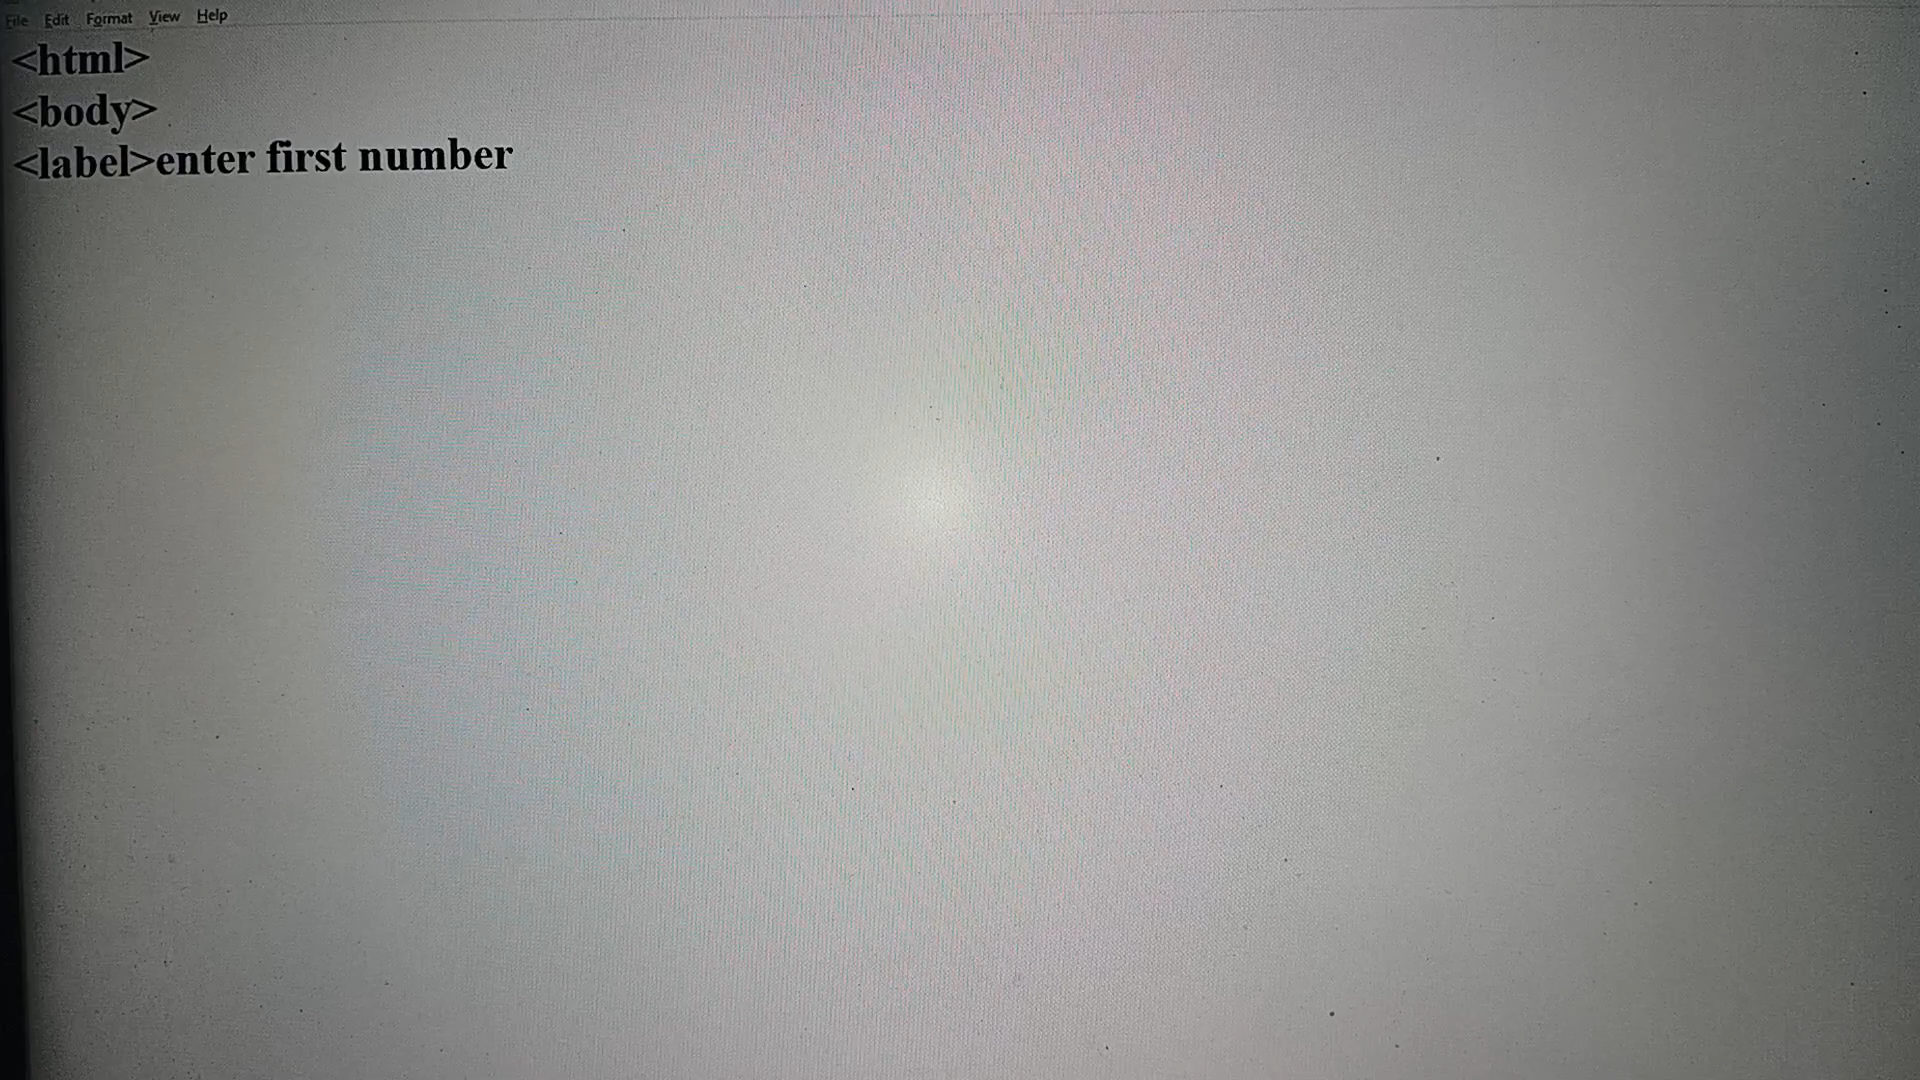 File Edit Format View Help
<html>
<body>
<label>enter first number